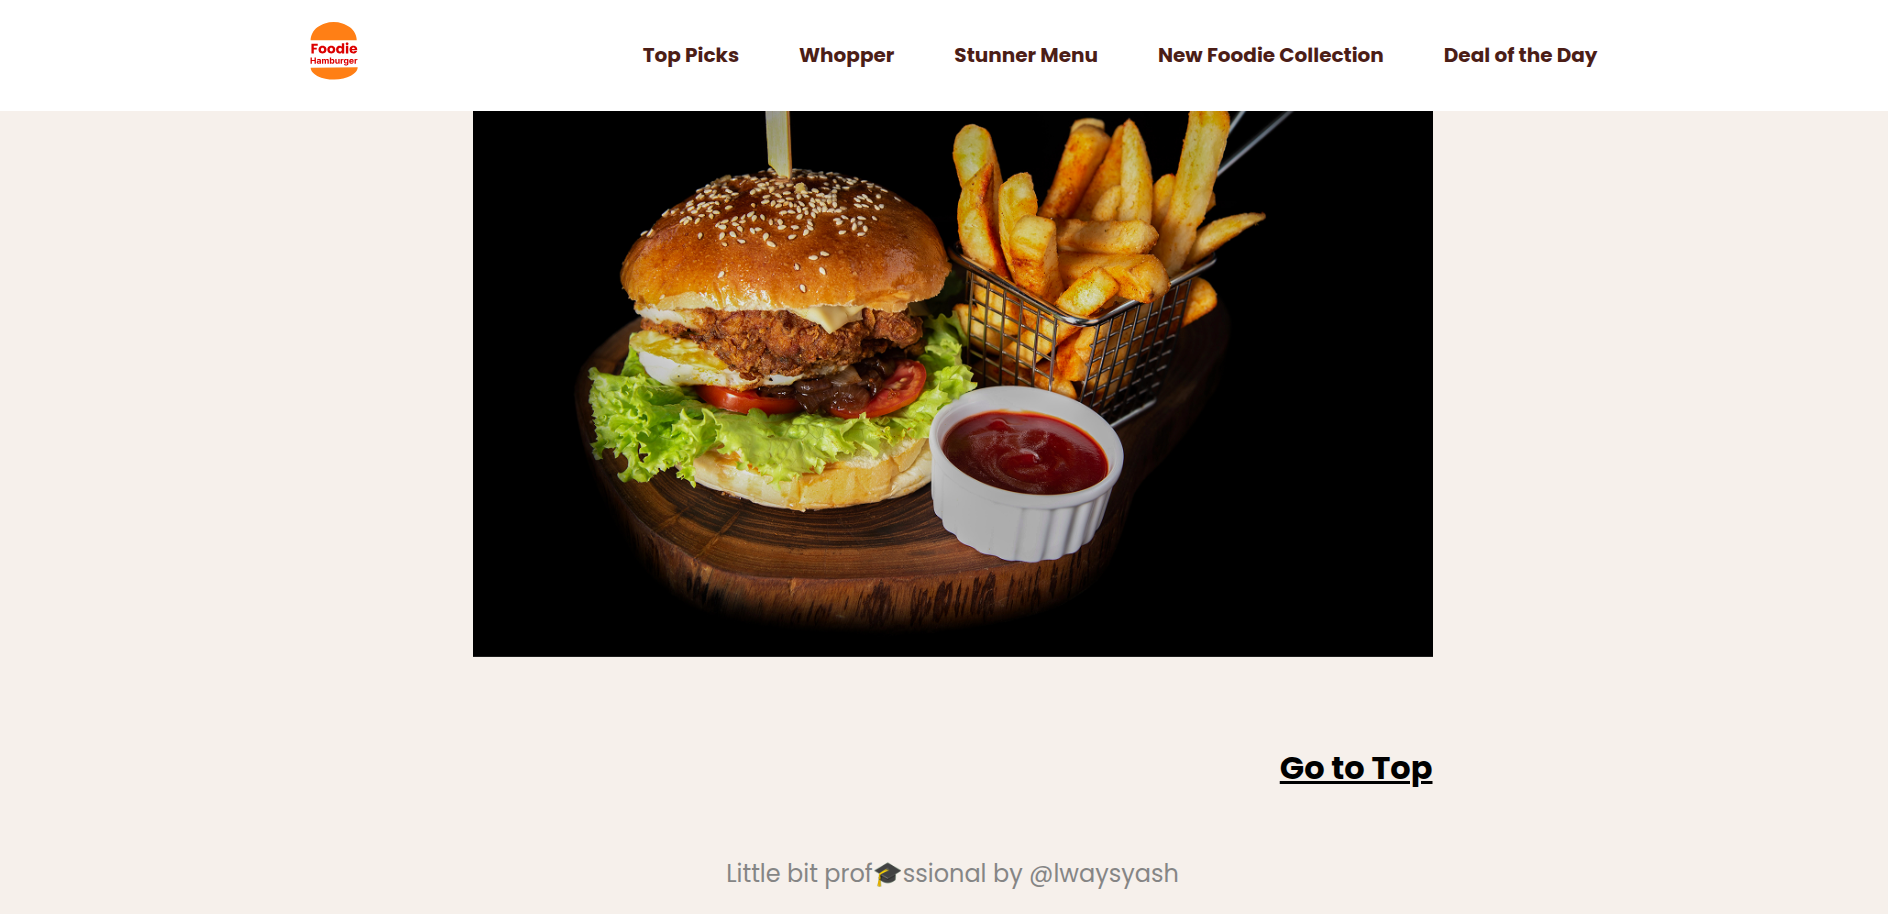 Foodie
Hamburger
Top Picks
Whopper
Stunner Menu
New Foodie Collection
Deal of the Day
Go to Top
Little bit prof🎓ssional by @lwaysyash